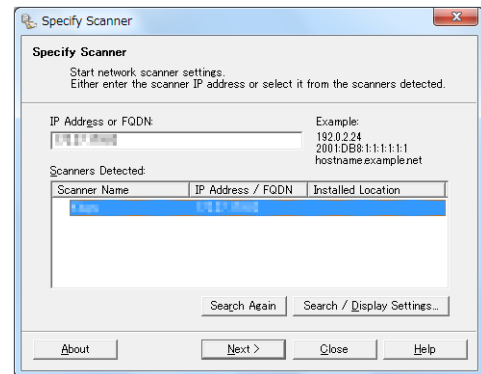 Specify Scanner
Specify Scanner
Start network scanner settings.
Either enter the scanner IP address or select it from the scanners detected.
IP Address or FQDN:
Example:
192.0.2.24
2001:DB8:1:1:1:1:1:1
hostname.example.net
Scanners Detected:
Scanner Name IP Address / FQDN Installed Location
Search Again Search / Display Settings...
About Next > Close Help